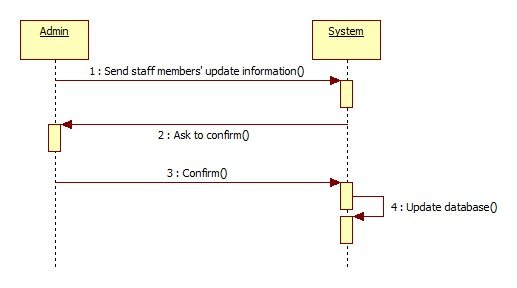 Admin
System
1 : Send staff members' update information()
2 : Ask to confirm()
3 : Confirm()
4 : Update database()